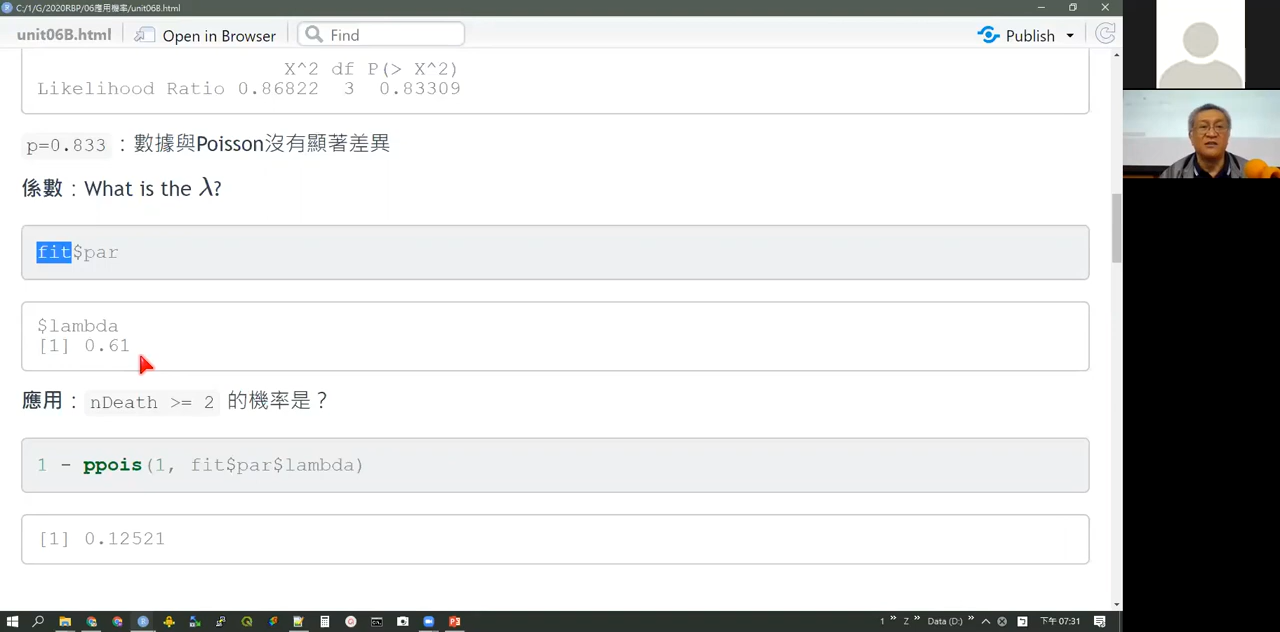 C:/1/G/2020RBP/06應用機率/unit06B.html
unit06B.html Open in Browser Find Publish
X^2 df P(> X^2)
Likelihood Ratio 0.86822 3 0.83309
p=0.833 : 數據與Poisson沒有顯著差異
係數 : What is the λ?
fit$par
$lambda
[1] 0.61
應用 : nDeath >= 2 的機率是？
1 - ppois(1, fit$par$lambda)
[1] 0.12521
1 » Z » Data (D:) » 下午 07:31